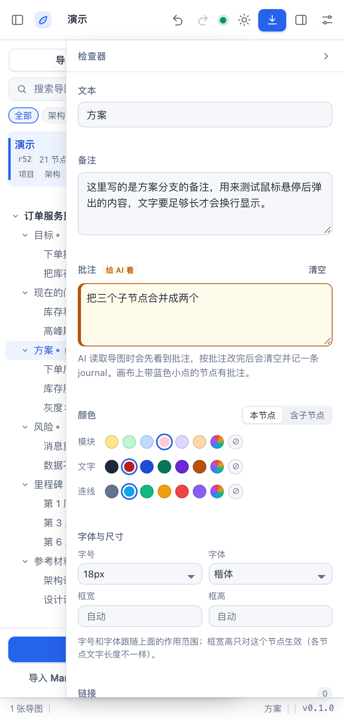 演示
导
检查器
搜索导图
文本
方案
全部
架构
演示
r52 21 节点
项目 架构
备注
这里写的是方案分支的备注，用来测试鼠标悬停后弹
出的内容，文字要足够长才会换行显示。
订单服务
目标
下单
把库存
批注 给 AI 看 清空
把三个子节点合并成两个
现在的
库存
高峰
方案
下单
库存
灰度
AI 读取导图时会先看到批注，按批注改完后会清空并记一条
journal。画布上带蓝色小点的节点有批注。
颜色 本节点 含子节点
模块
文字
连线
风险
消息
数据
里程碑
第 1
第 3
第 6
参考材料
架构
设计
字体与尺寸
字号 字体
18px 楷体
框宽 框高
自动 自动
字号和字体跟随上面的作用范围；框宽高只对这个节点生效（各节
点文字长度不一样）。
链接 0
导入 Mar
1 张导图 方案 v0.1.0